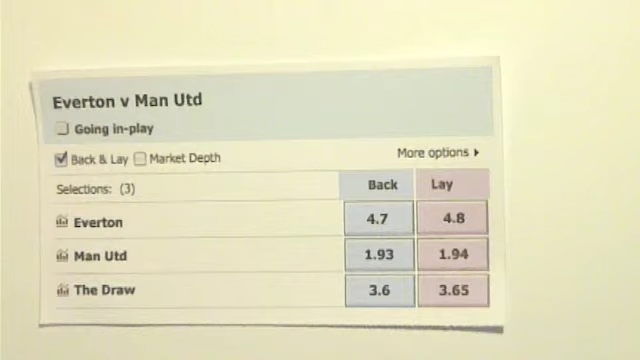 Everton v Man Utd
Going in-play
Back & Lay Market Depth More options
Selections: (3) Back Lay
Everton 4.7 4.8
Man Utd 1.93 1.94
The Draw 3.6 3.65